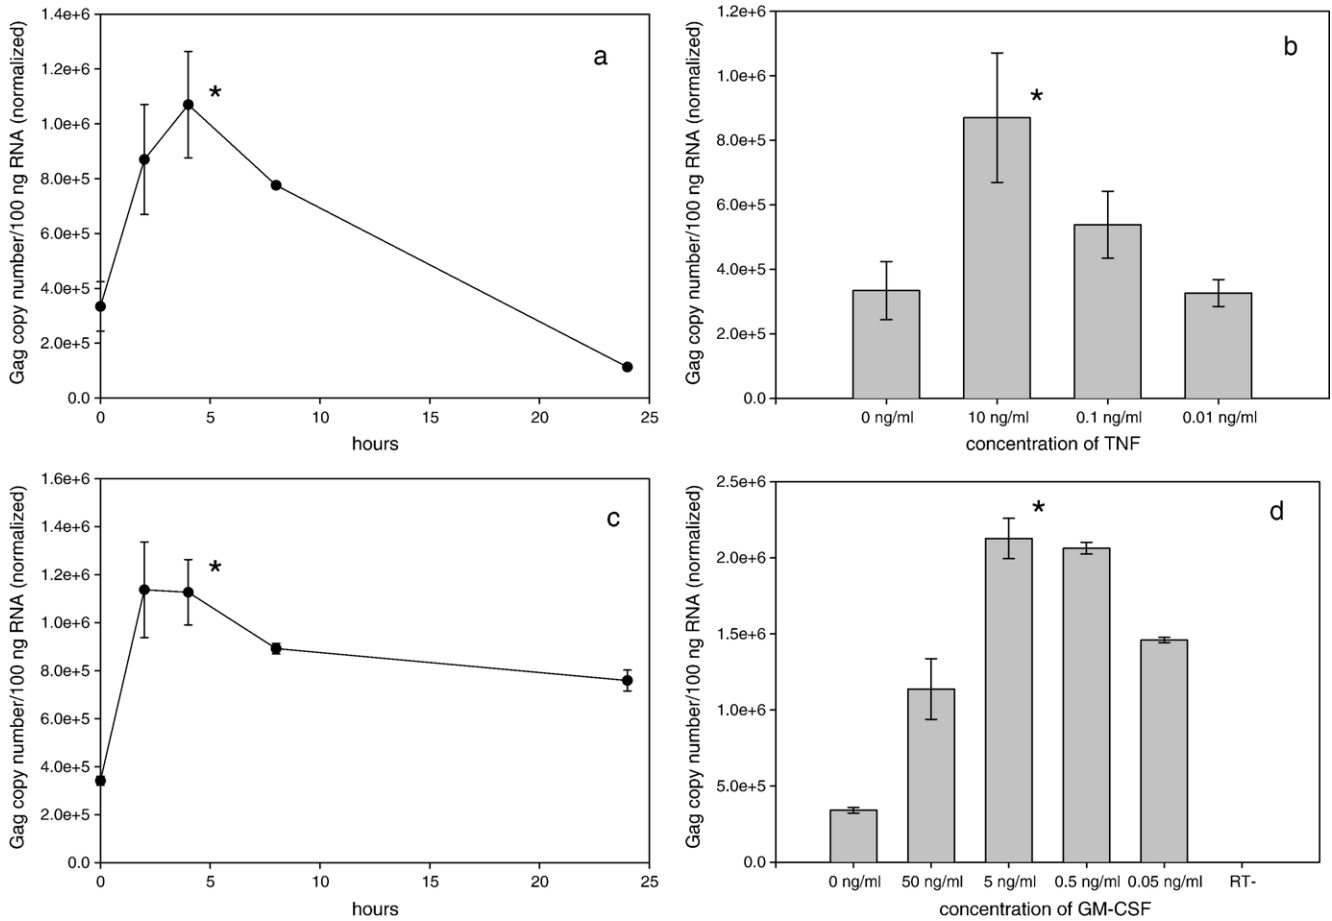 a
*
Gag copy number/100 ng RNA (normalized)
1.4e+6
1.2e+6
1.0e+6
8.0e+5
6.0e+5
4.0e+5
2.0e+5
0.0
0 5 10 15 20 25
hours
b
*
Gag copy number/100 ng RNA (normalized)
1.2e+6
1.0e+6
8.0e+5
6.0e+5
4.0e+5
2.0e+5
0.0
0 ng/ml 10 ng/ml 0.1 ng/ml 0.01 ng/ml
concentration of TNF
c
*
Gag copy number/100 ng RNA (normalized)
1.6e+6
1.4e+6
1.2e+6
1.0e+6
8.0e+5
6.0e+5
4.0e+5
2.0e+5
0.0
0 5 10 15 20 25
hours
d
*
Gag copy number/100 ng RNA (normalized)
2.5e+6
2.0e+6
1.5e+6
1.0e+6
5.0e+5
0.0
0 ng/ml 50 ng/ml 5 ng/ml 0.5 ng/ml 0.05 ng/ml RT-
concentration of GM-CSF